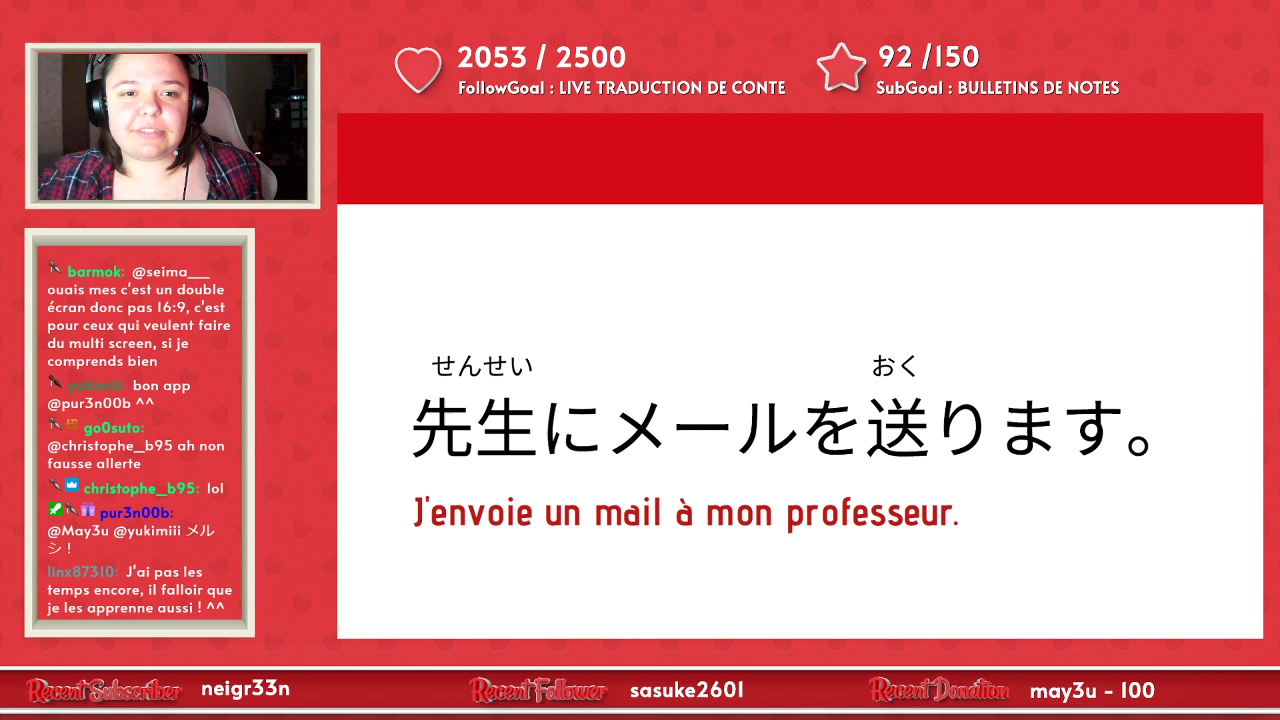 2053 / 2500
FollowGoal : LIVE TRADUCTION DE CONTE
92 /150
SubGoal : BULLETINS DE NOTES
barmok: @seima___
ouais mes c'est un double
écran donc pas 16:9, c'est
pour ceux qui veulent faire
du multi screen, si je
comprends bien
yukimiii: bon app
@pur3n00b ^^
go0suto:
@christophe_b95 ah non
fausse allerte
christophe_b95: lol
pur3n00b:
@May3u @yukimiii メル
シ !
linx87310: J'ai pas les
temps encore, il falloir que
je les apprenne aussi ! ^^
せんせい おく
先生にメールを送ります。
J'envoie un mail à mon professeur.
Recent Subscriber neigr33n
Recent Follower sasuke2601
Recent Donation may3u - 100